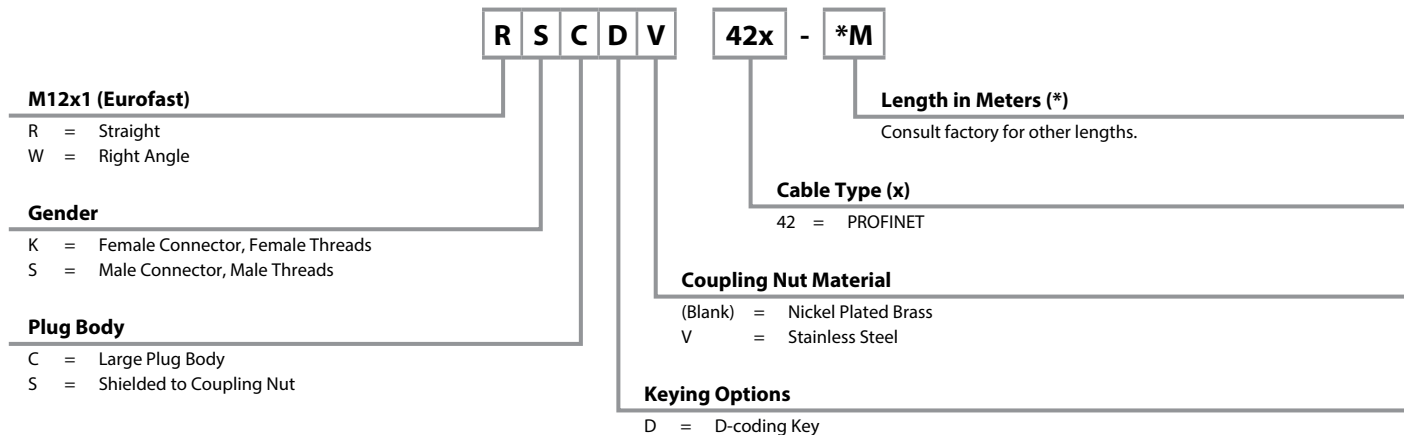 R S C D V 42x - *M
M12x1 (Eurofast)
R = Straight
W = Right Angle
Gender
K = Female Connector, Female Threads
S = Male Connector, Male Threads
Plug Body
C = Large Plug Body
S = Shielded to Coupling Nut
Length in Meters (*)
Consult factory for other lengths.
Cable Type (x)
42 = PROFINET
Coupling Nut Material
(Blank) = Nickel Plated Brass
V = Stainless Steel
Keying Options
D = D-coding Key